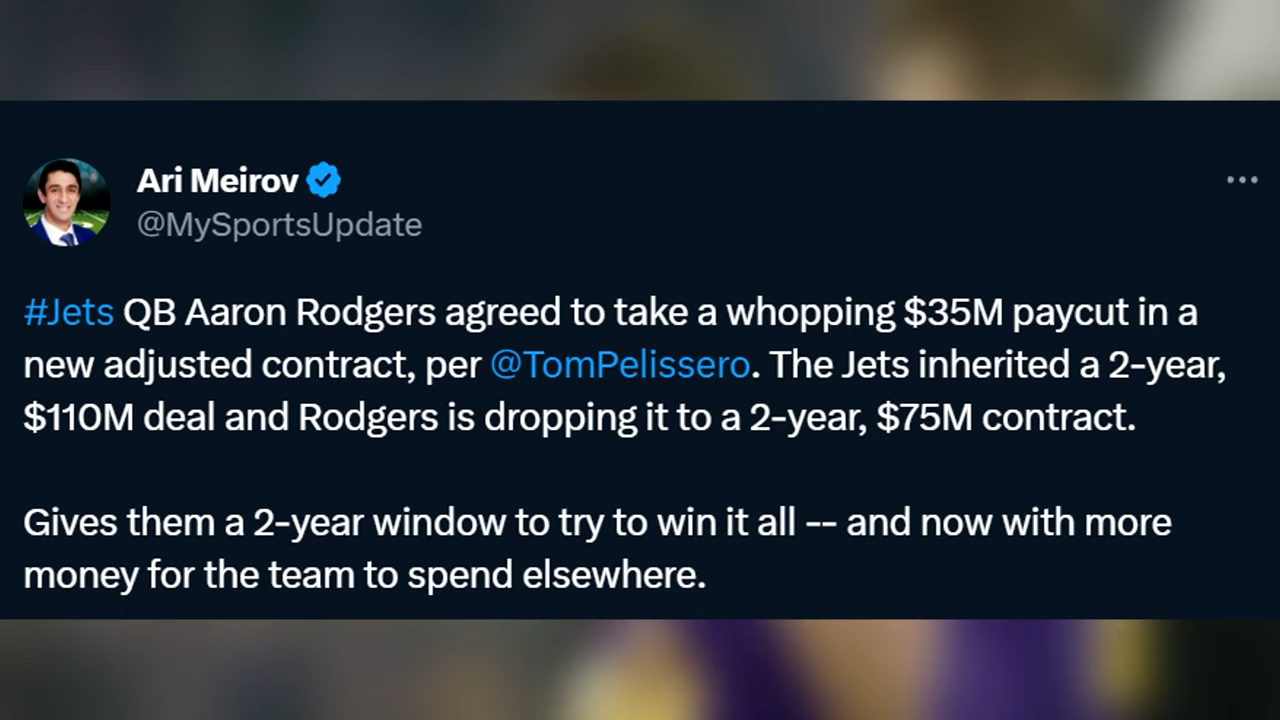 Ari Meirov
@MySportsUpdate
#Jets QB Aaron Rodgers agreed to take a whopping $35M paycut in a
new adjusted contract, per @TomPelissero. The Jets inherited a 2-year,
$110M deal and Rodgers is dropping it to a 2-year, $75M contract.
Gives them a 2-year window to try to win it all -- and now with more
money for the team to spend elsewhere.